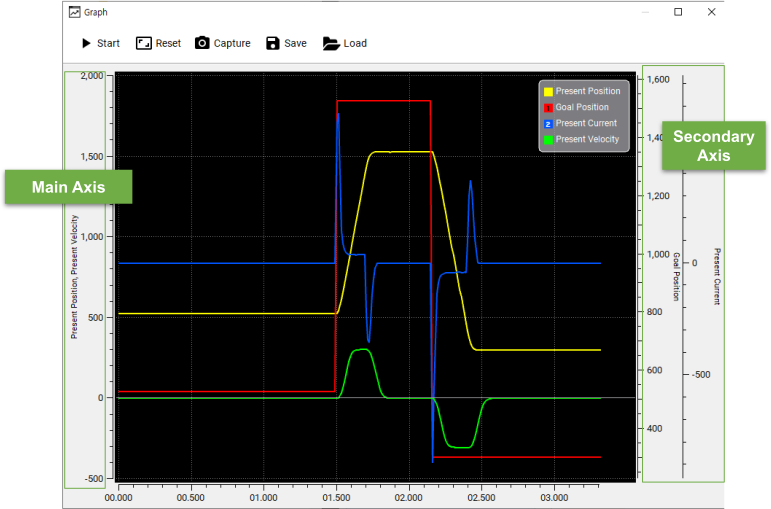 Graph
Start Reset Capture Save Load
2,000
1,500
1,000
500
0
-500
Present Position, Present Velocity
Main Axis
Present Position
1 Goal Position
2 Present Current
Present Velocity
1,600
1,200
1,000
800
600
400
Goal Position
Secondary
Axis
0
-500
Present Current
00.000 00.500 01.000 01.500 02.000 02.500 03.000